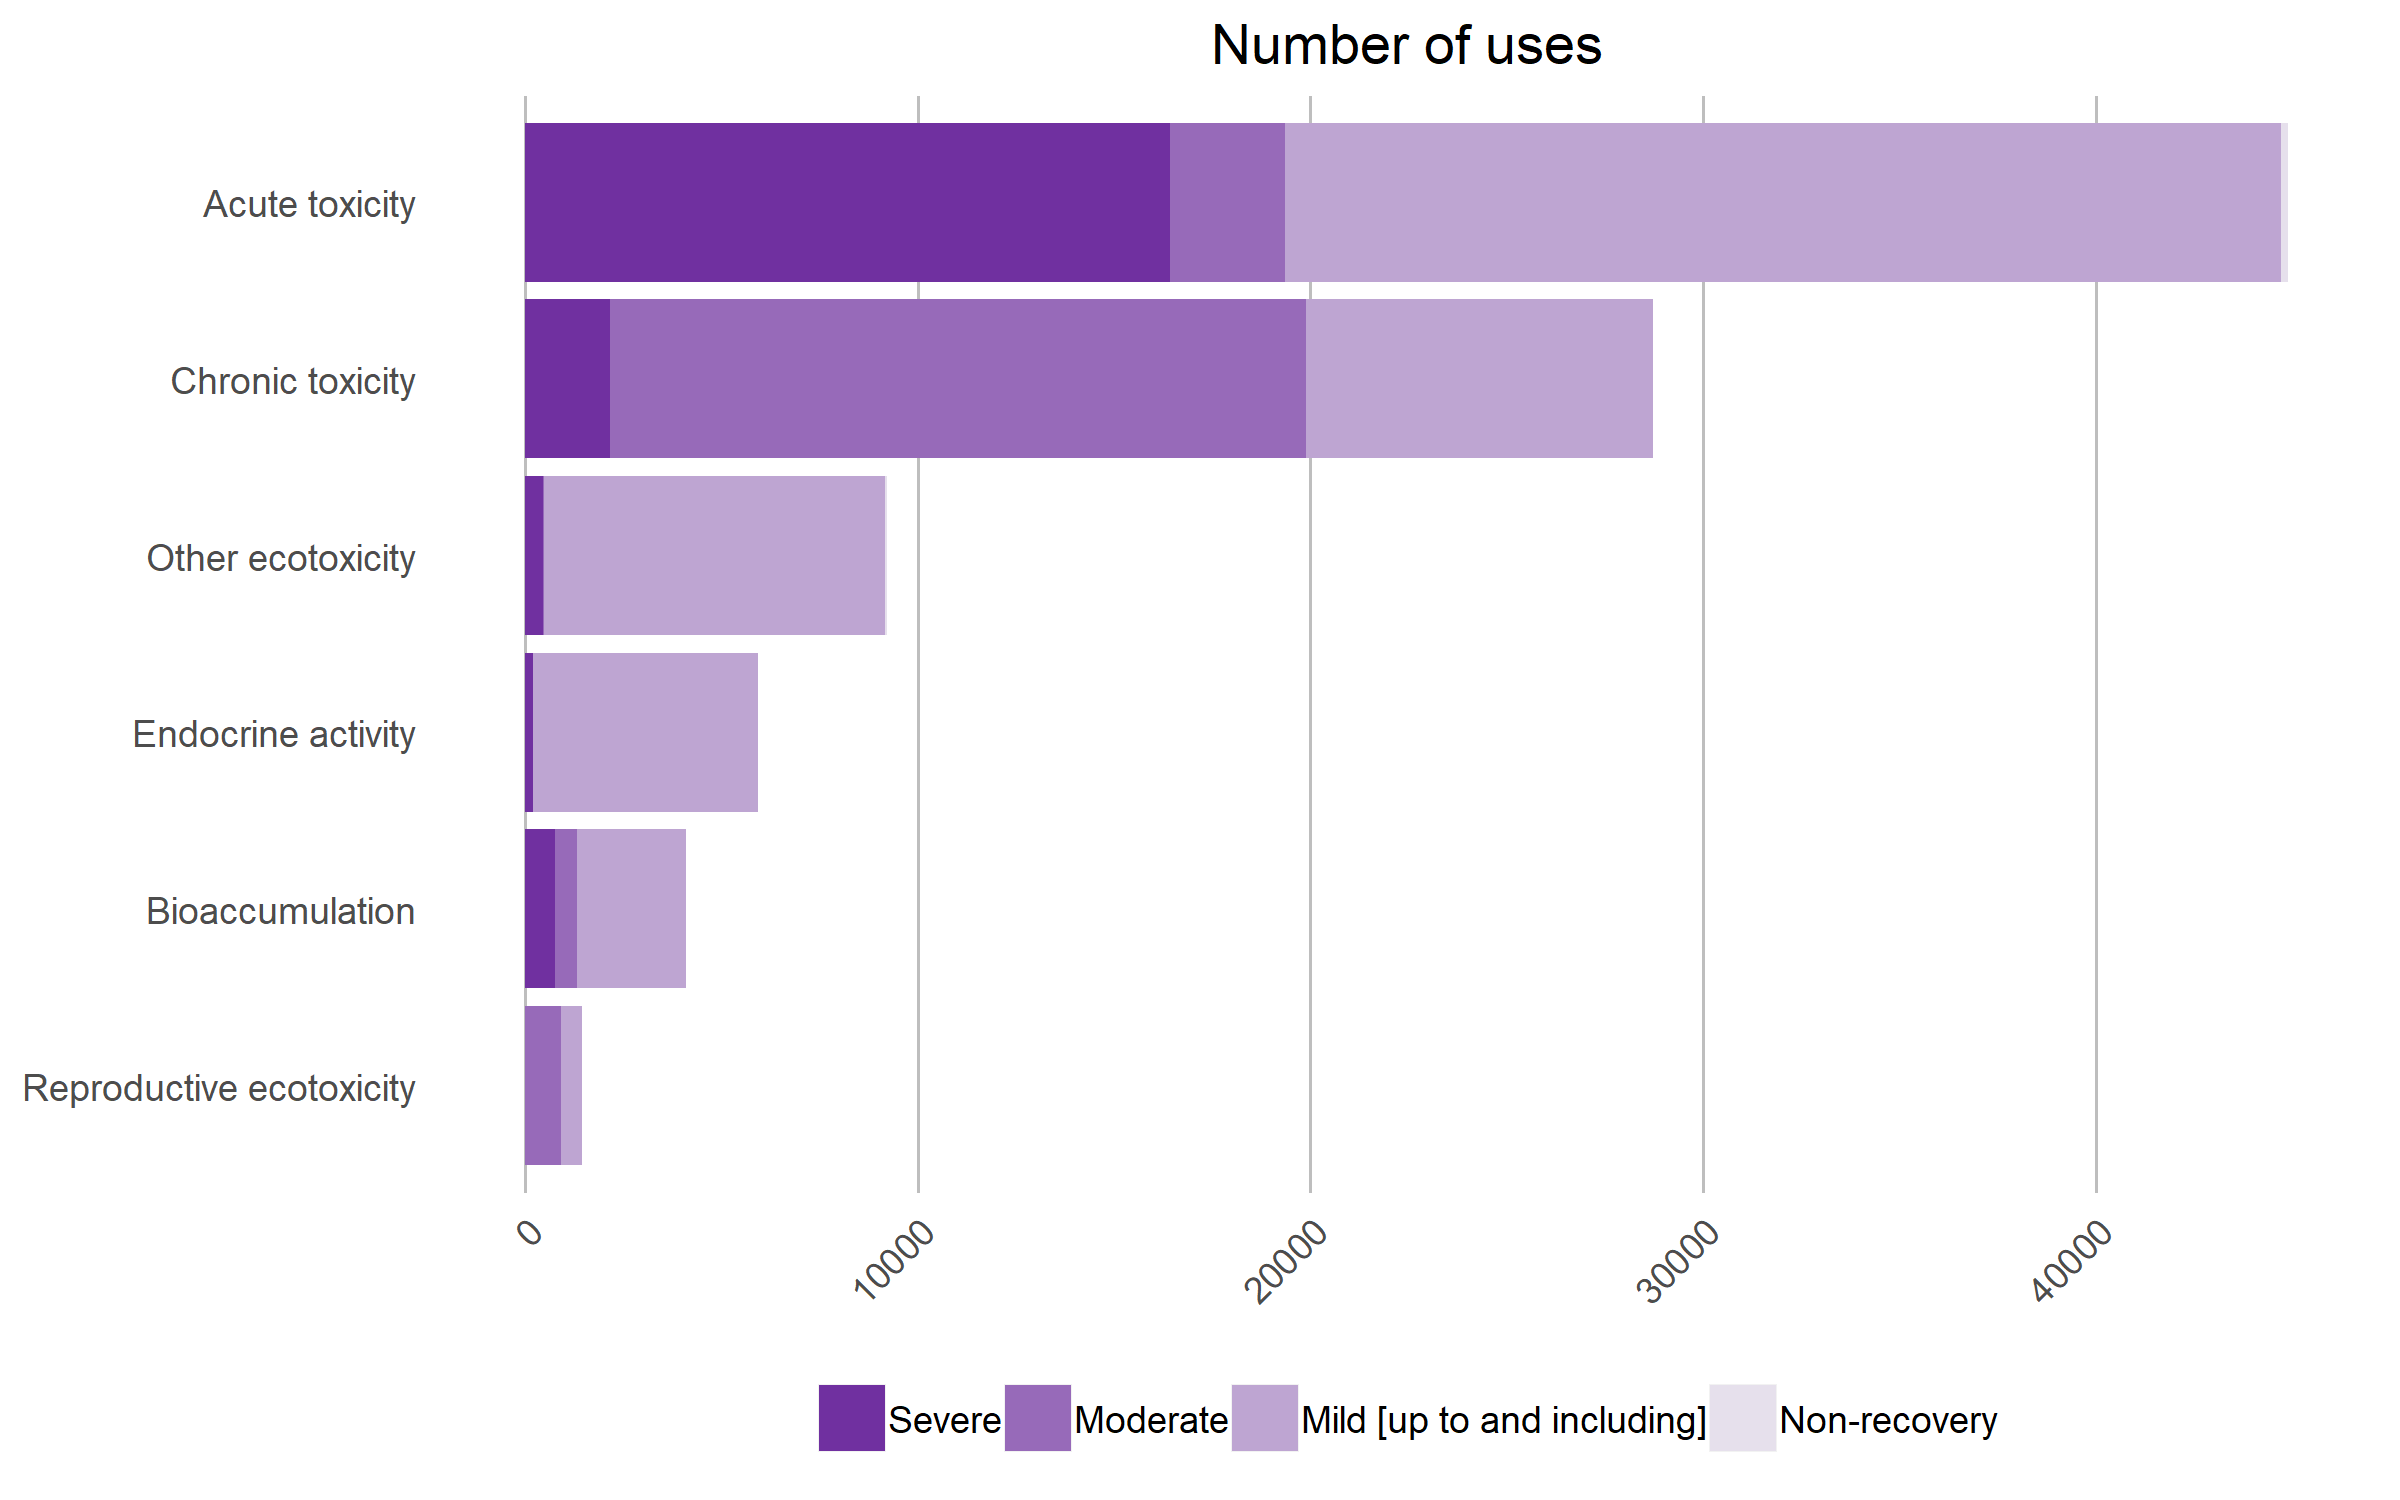 Number of uses
Acute toxicity
Chronic toxicity
Other ecotoxicity
Endocrine activity
Bioaccumulation
Reproductive ecotoxicity
0
10000
20000
30000
40000
Severe
Moderate
Mild [up to and including]
Non-recovery